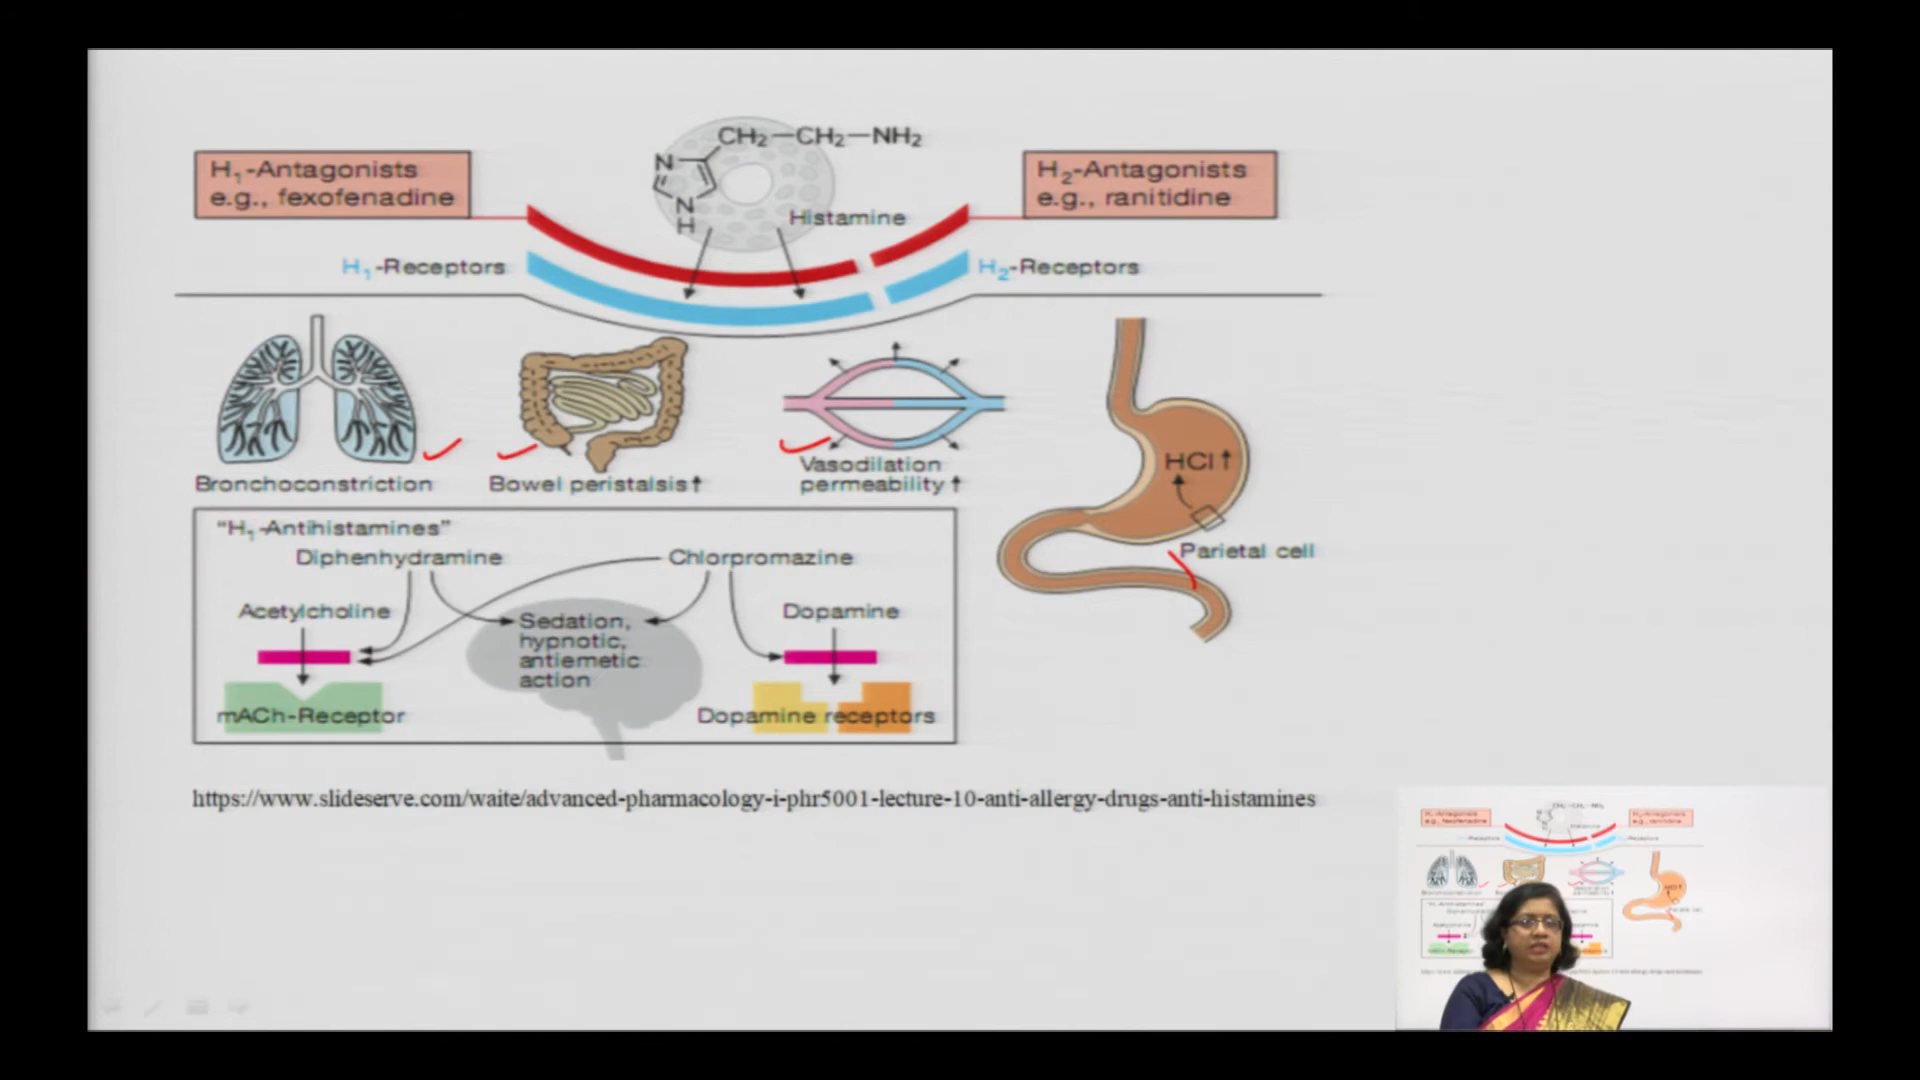 CH₂—CH₂—NH₂
N
N
H
Histamine
H₁-Antagonists
e.g., fexofenadine
H₂-Antagonists
e.g., ranitidine
H₁-Receptors
H₂-Receptors
Bronchoconstriction
Bowel peristalsis↑
Vasodilation
permeability↑
HCl↑
Parietal cell
“H₁-Antihistamines”
Diphenhydramine
Chlorpromazine
Acetylcholine
Sedation,
hypnotic,
antiemetic
action
Dopamine
mACh-Receptor
Dopamine receptors
https://www.slideserve.com/waite/advanced-pharmacology-i-phr5001-lecture-10-anti-allergy-drugs-anti-histamines